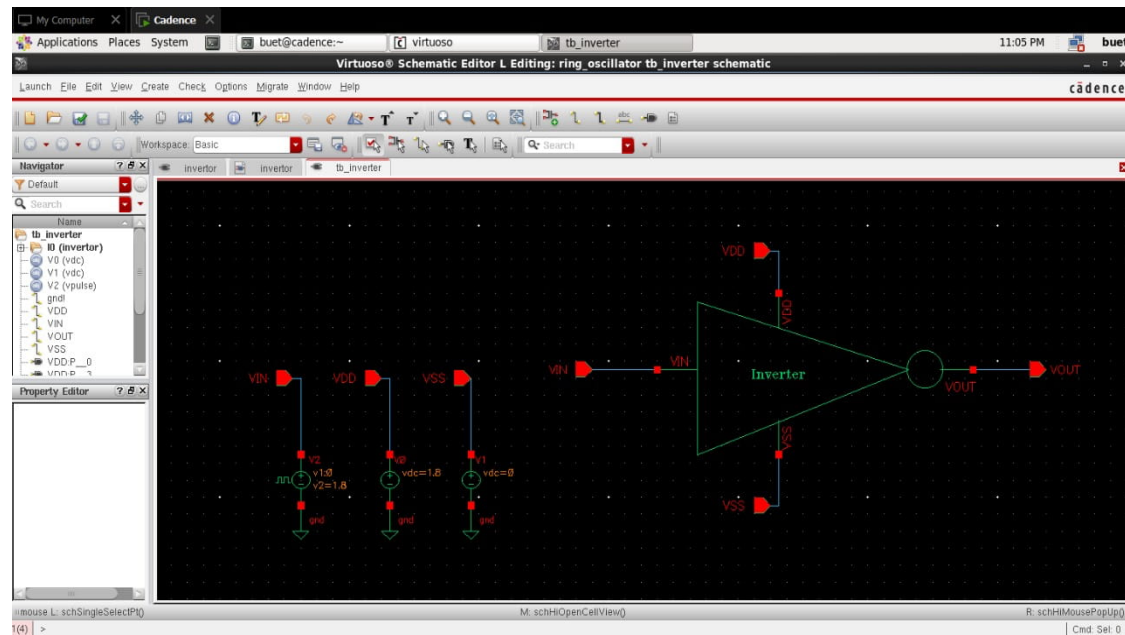 My Computer Cadence
Applications Places System buet@cadence:~ virtuoso tb_inverter 11:05 PM buet
Virtuoso® Schematic Editor L Editing: ring_oscillator tb_inverter schematic
Launch File Edit View Create Check Options Migrate Window Help cādence
Workspace: Basic Search
Navigator invertor invertor tb_inverter
Default
Search
Name
tb_inverter
I0 (invertor)
V0 (vdc)
V1 (vdc)
V2 (vpulse)
gnd!
VDD
VIN
VOUT
VSS
VDD:P__0
VDD:P__3
Property Editor
VDD
VDD
VIN VIN Inverter VOUT VOUT
VIN VDD VSS
VSS
VSS
V2 V0 V1
v1:0 vdc=1.8 vdc=0
v2=1.8
gnd gnd gnd
mouse L: schSingleSelectPt() M: schHiOpenCellView() R: schHiMousePopUp()
1(4) > Cmd: Sel: 0